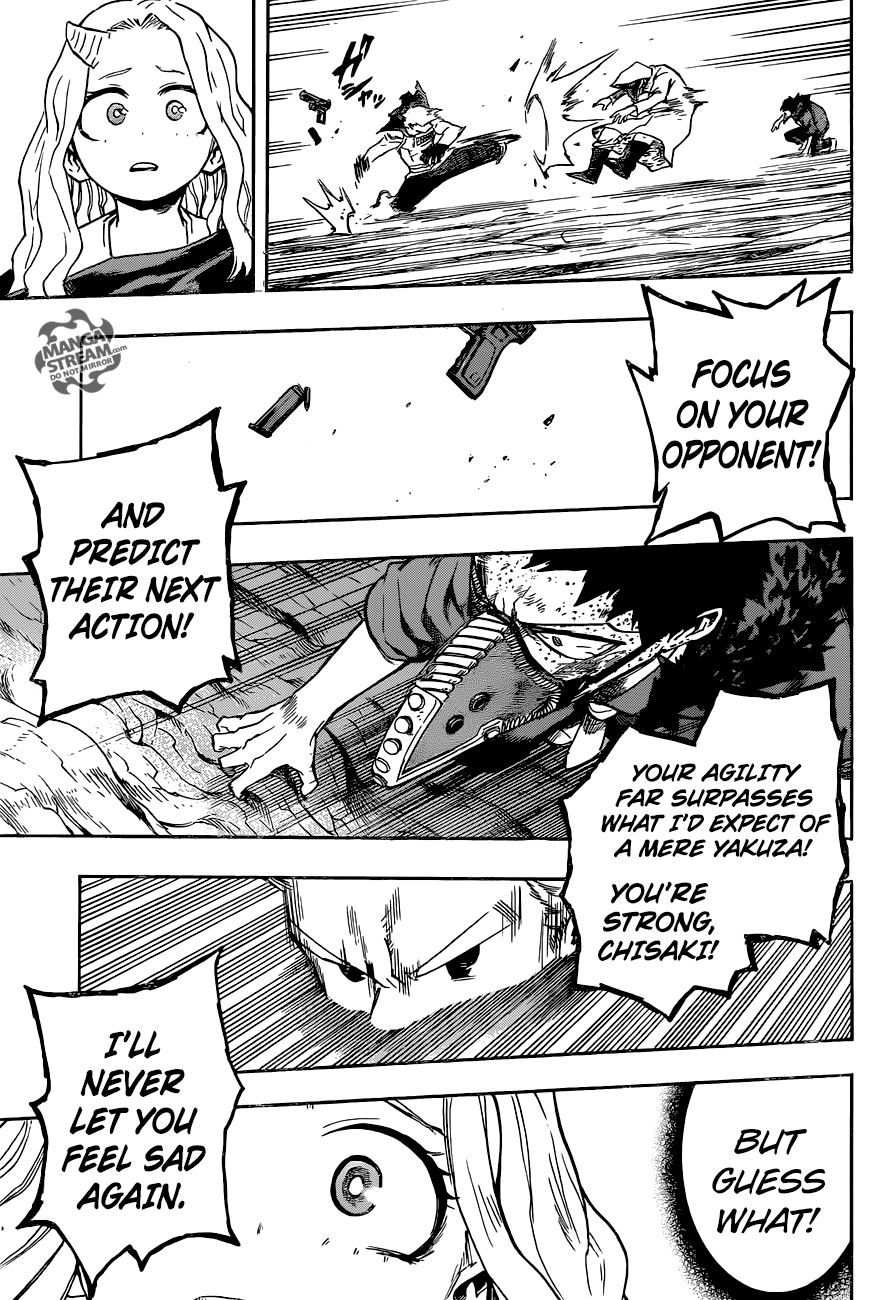 ガッ
MANGA
STREAM.com
DO NOT MIRROR
FOCUS
ON YOUR
OPPONENT!
AND
PREDICT
THEIR NEXT
ACTION!
YOUR AGILITY
FAR SURPASSES
WHAT I'D EXPECT OF
A MERE YAKUZA!
YOU'RE
STRONG,
CHISAKI!
BUT
GUESS
WHAT!
I'LL
NEVER
LET YOU
FEEL SAD
AGAIN.